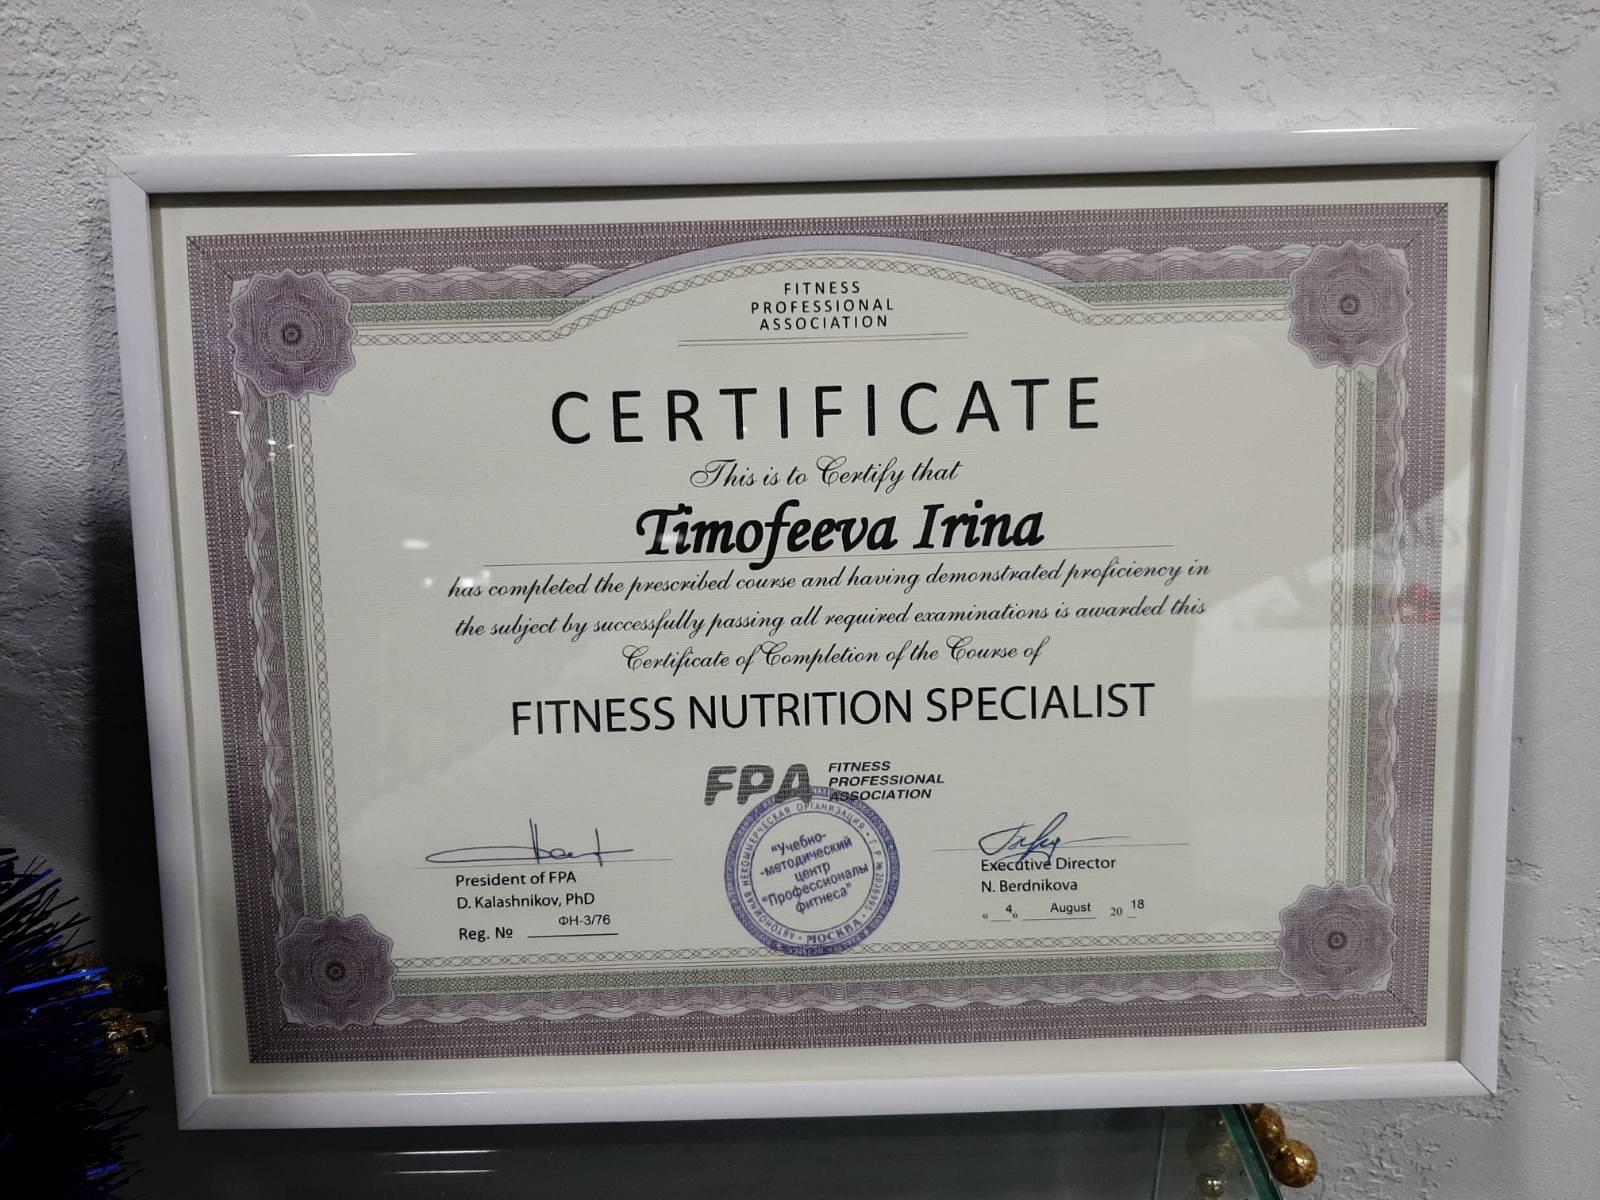 FITNESS
PROFESSIONAL
ASSOCIATION
CERTIFICATE
This is to Certify that
Timofeeva Irina
has completed the prescribed course and having demonstrated proficiency in
the subject by successfully passing all required examinations is awarded this
Certificate of Completion of the Course of
FITNESS NUTRITION SPECIALIST
FPA
FITNESS
PROFESSIONAL
ASSOCIATION
President of FPA
D. Kalashnikov, PhD
Reg. № ФН-3/76
АВТОНОМНАЯ НЕКОММЕРЧЕСКАЯ ОРГАНИЗАЦИЯ
МОСКВА
"Учебно-
-методический
центр
"Профессионалы
фитнеса"
Executive Director
N. Berdnikova
« 4 » August 20 18